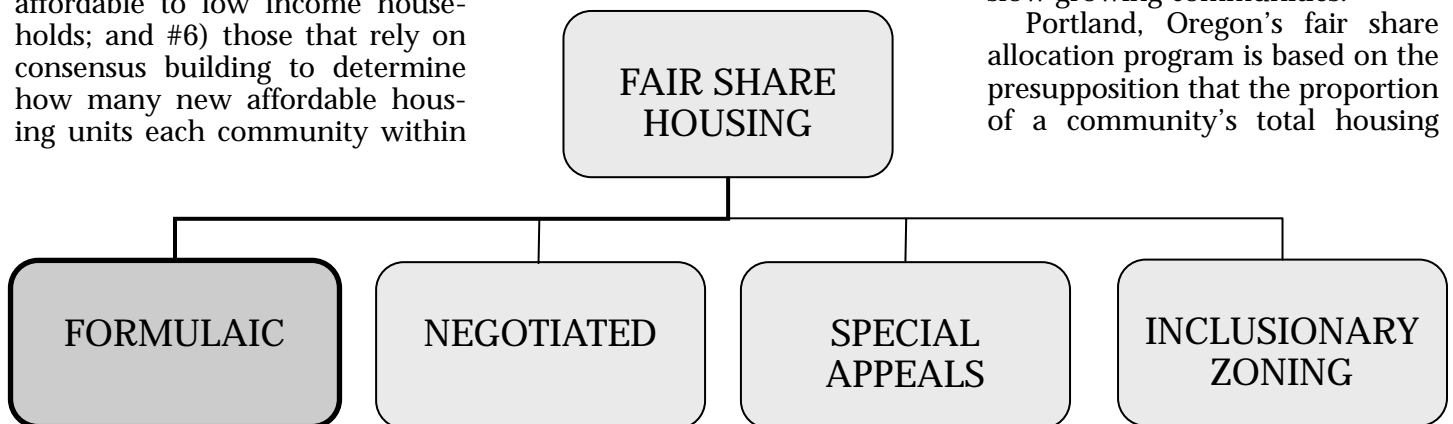 affordable to low income house-
holds; and #6) those that rely on
consensus building to determine
how many new affordable hous-
ing units each community within
slow growing communities.
Portland, Oregon's fair share
allocation program is based on the
presupposition that the proportion
of a community's total housing
FAIR SHARE
HOUSING
FORMULAIC
NEGOTIATED
SPECIAL
APPEALS
INCLUSIONARY
ZONING